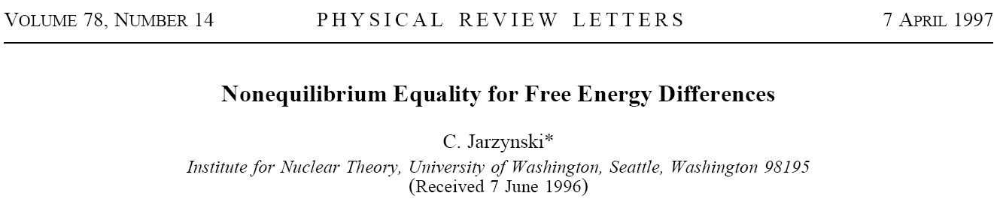 VOLUME 78, NUMBER 14 PHYSICAL REVIEW LETTERS 7 APRIL 1997
Nonequilibrium Equality for Free Energy Differences
C. Jarzynski*
Institute for Nuclear Theory, University of Washington, Seattle, Washington 98195
(Received 7 June 1996)